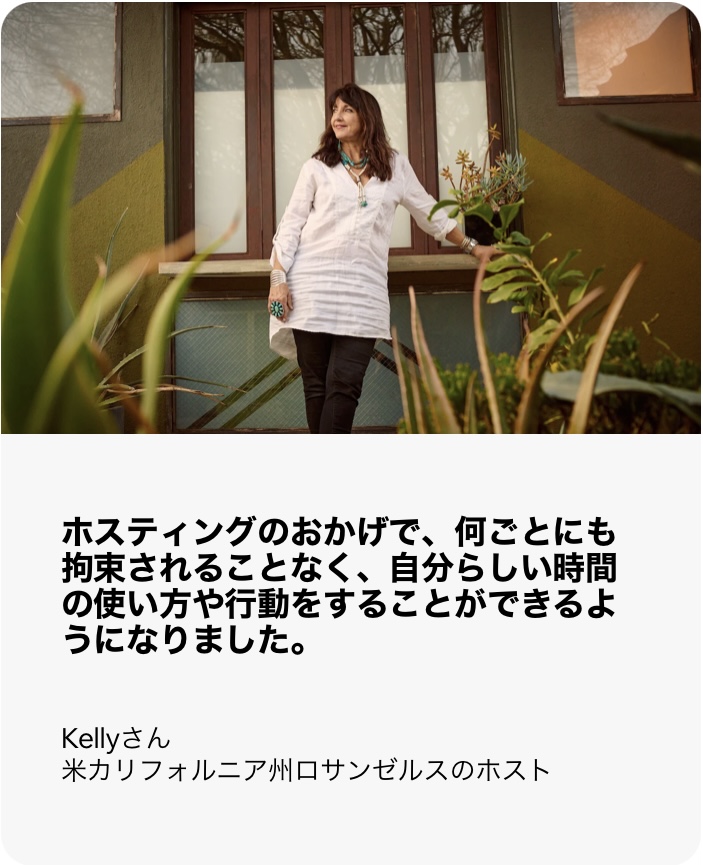 ホスティングのおかげで、何ごとにも
拘束されることなく、自分らしい時間
の使い方や行動をすることができるよ
うになりました。
Kellyさん
米カリフォルニア州ロサンゼルスのホスト